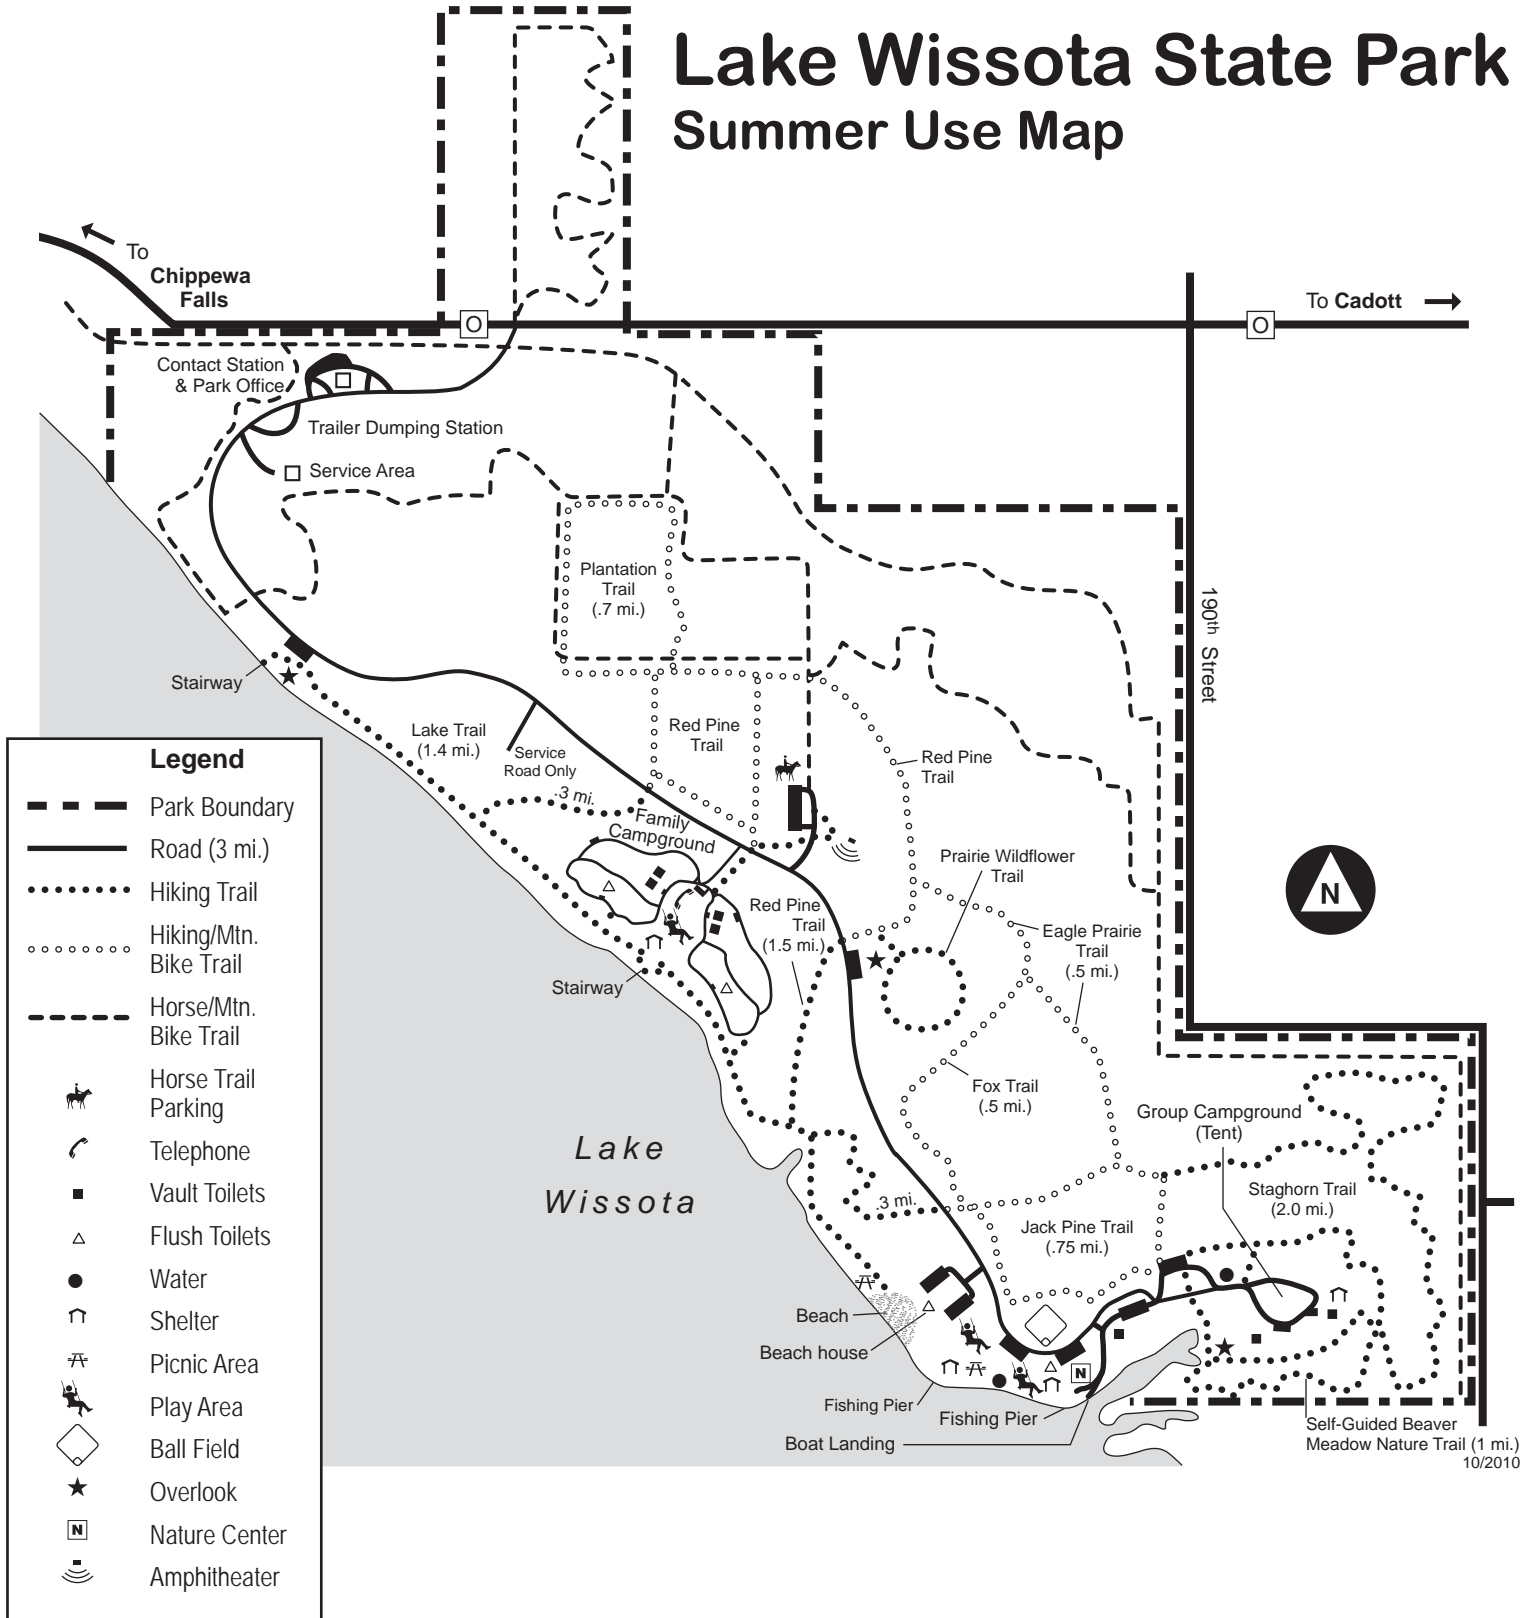 Lake Wissota State Park
Summer Use Map
To
Chippewa
Falls
O
To Cadott
O
Contact Station
& Park Office
Trailer Dumping Station
Service Area
Plantation
Trail
(.7 mi.)
190th Street
Stairway
Lake Trail
(1.4 mi.)
Service
Road Only
.3 mi.
Red Pine
Trail
Red Pine
Trail
Family
Campground
Prairie Wildflower
Trail
N
Red Pine
Trail
(1.5 mi.)
Eagle Prairie
Trail
(.5 mi.)
Stairway
Fox Trail
(.5 mi.)
Group Campground
(Tent)
Lake
Wissota
.3 mi.
Staghorn Trail
(2.0 mi.)
Jack Pine Trail
(.75 mi.)
Beach
Beach house
N
Fishing Pier
Fishing Pier
Boat Landing
Self-Guided Beaver
Meadow Nature Trail (1 mi.)
10/2010
Legend
Park Boundary
Road (3 mi.)
Hiking Trail
Hiking/Mtn.
Bike Trail
Horse/Mtn.
Bike Trail
Horse Trail
Parking
Telephone
Vault Toilets
Flush Toilets
Water
Shelter
Picnic Area
Play Area
Ball Field
Overlook
N
Nature Center
Amphitheater